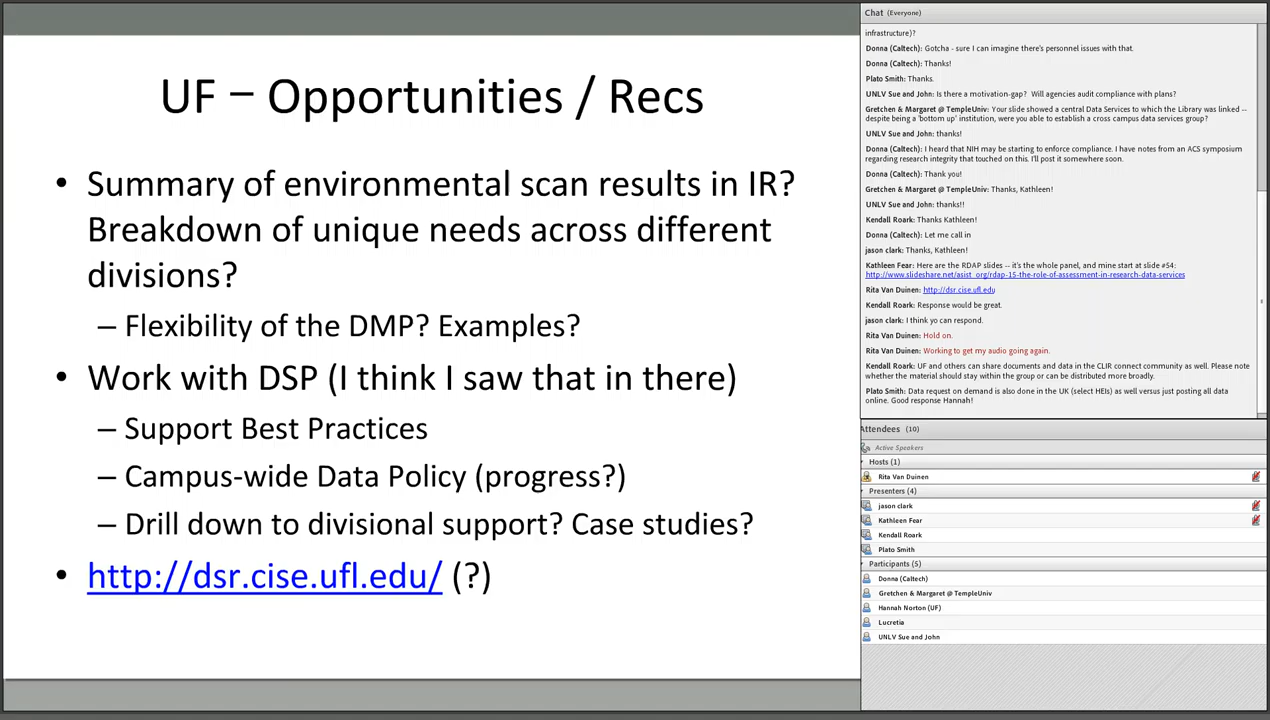 UF – Opportunities / Recs
• Summary of environmental scan results in IR?
Breakdown of unique needs across different
divisions?
– Flexibility of the DMP? Examples?
• Work with DSP (I think I saw that in there)
– Support Best Practices
– Campus-wide Data Policy (progress?)
– Drill down to divisional support? Case studies?
• http://dsr.cise.ufl.edu/ (?)
Chat (Everyone)
infrastructure)?
Donna (Caltech): Gotcha - sure I can imagine there's personnel issues with that.
Donna (Caltech): Thanks!
Plato Smith: Thanks.
UNLV Sue and John: Is there a motivation-gap? Will agencies audit compliance with plans?
Gretchen & Margaret @ TempleUniv: Your slide showed a central Data Services to which the Library was linked --
despite being a 'bottom up' institution, were you able to establish a cross campus data services group?
UNLV Sue and John: thanks!
Donna (Caltech): I heard that NIH may be starting to enforce compliance. I have notes from an ACS symposium
regarding research integrity that touched on this. I'll post it somewhere soon.
Donna (Caltech): Thank you!
Gretchen & Margaret @ TempleUniv: Thanks, Kathleen!
UNLV Sue and John: thanks!!
Kendall Roark: Thanks Kathleen!
Donna (Caltech): Let me call in
jason clark: Thanks, Kathleen!
Kathleen Fear: Here are the RDAP slides -- it's the whole panel, and mine start at slide #54:
http://www.slideshare.net/asist_org/rdap-15-the-role-of-assessment-in-research-data-services
Rita Van Duinen: http://dsr.cise.ufl.edu
Kendall Roark: Response would be great.
jason clark: I think yo can respond.
Rita Van Duinen: Hold on.
Rita Van Duinen: Working to get my audio going again.
Kendall Roark: UF and others can share documents and data in the CLIR connect community as well. Please note
whether the material should stay within the group or can be distributed more broadly.
Plato Smith: Data request on demand is also done in the UK (select HEIs) as well versus just posting all data
online. Good response Hannah!
Attendees (10)
Active Speakers
Hosts (1)
Rita Van Duinen
Presenters (4)
jason clark
Kathleen Fear
Kendall Roark
Plato Smith
Participants (5)
Donna (Caltech)
Gretchen & Margaret @ TempleUniv
Hannah Norton (UF)
Lucretia
UNLV Sue and John